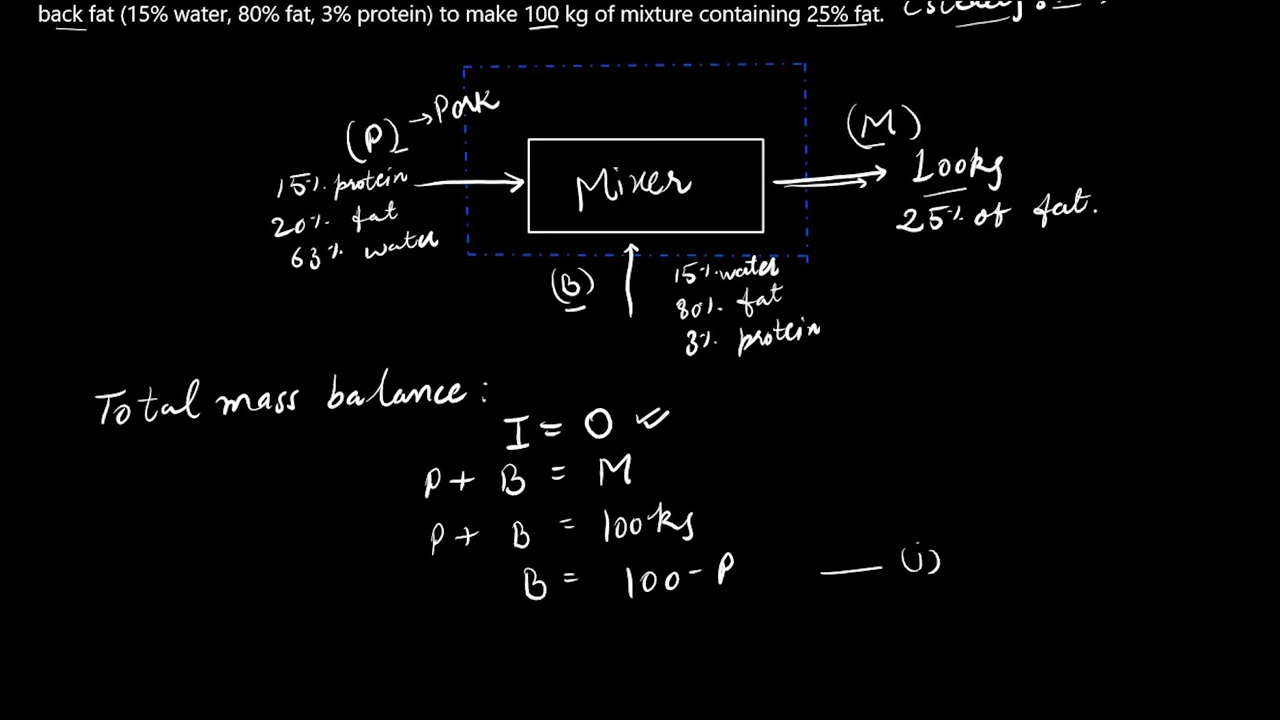 back fat (15% water, 80% fat, 3% protein) to make 100 kg of mixture containing 25% fat.
(P) → Pork
15% protein
20% fat
63% water
Mixer
(M)
100kg
25% of fat.
(B)
15% water
80% fat
3% protein
Total mass balance:
I = O
P + B = M
P + B = 100kg
B = 100 - P —— (i)